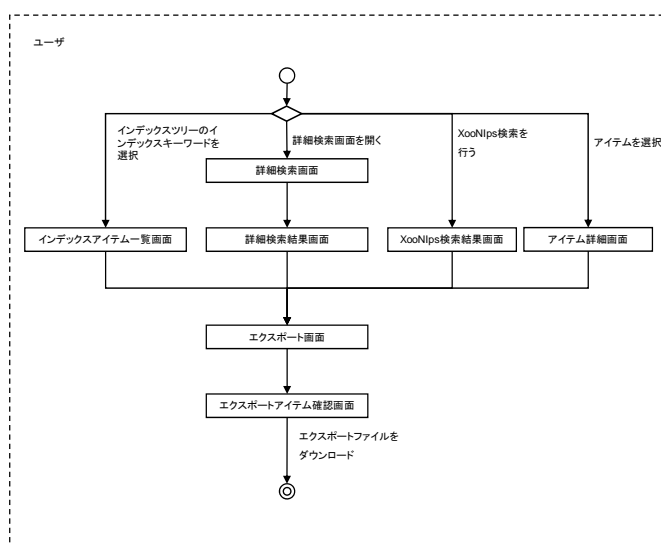 ユーザ
インデックスツリーのイ
ンデックスキーワードを
選択
詳細検索画面を開く
XooNIps検索を
行う
アイテムを選択
詳細検索画面
インデックスアイテム一覧画面
詳細検索結果画面
XooNIps検索結果画面
アイテム詳細画面
エクスポート画面
エクスポートアイテム確認画面
エクスポートファイルを
ダウンロード